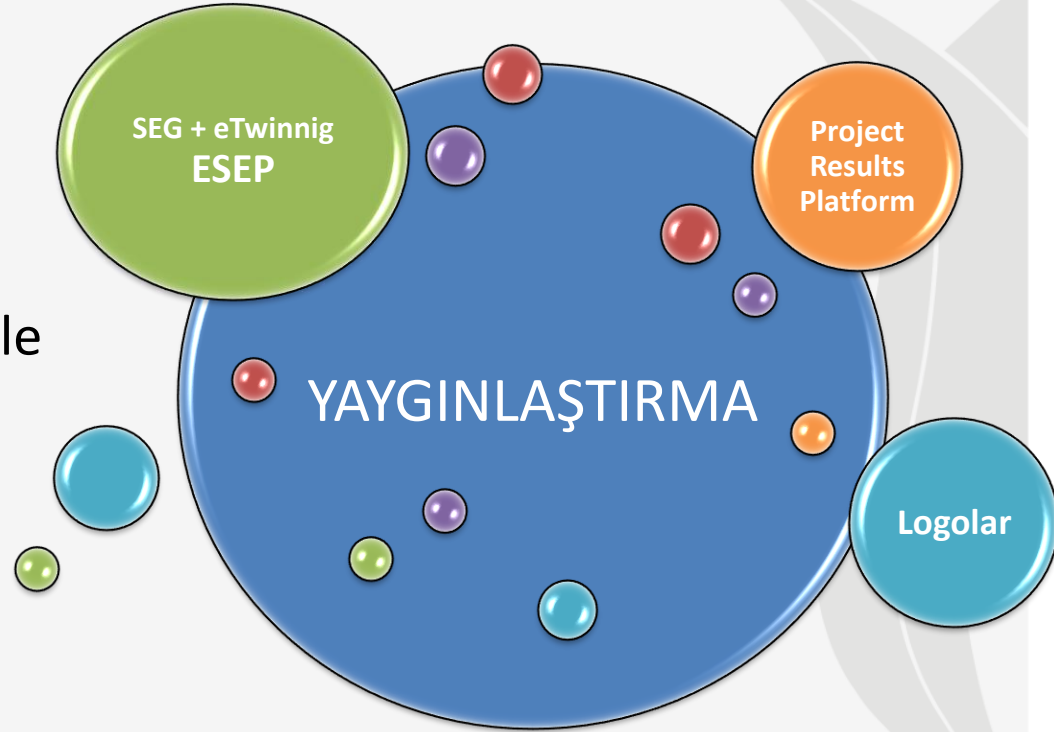 SEG + eTwinnig
ESEP
Project
Results
Platform
le
YAYGINLAŞTIRMA
Logolar